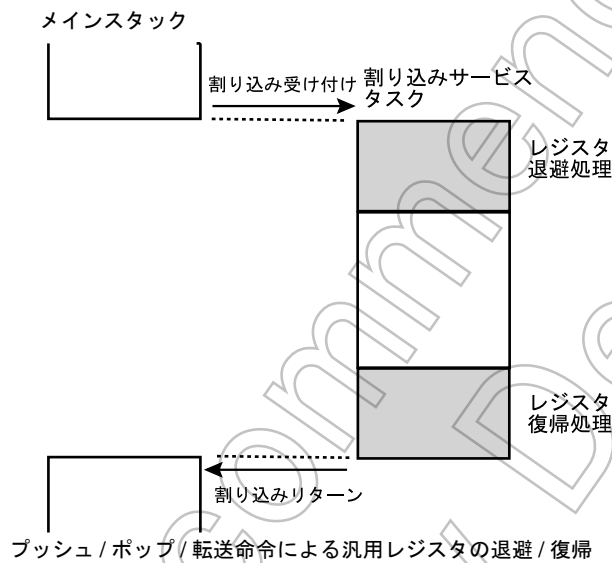 メインスタック
割り込み受け付け
割り込みサービス
タスク
レジスタ
退避処理
レジスタ
復帰処理
割り込みリターン
プッシュ / ポップ / 転送命令による汎用レジスタの退避 / 復帰